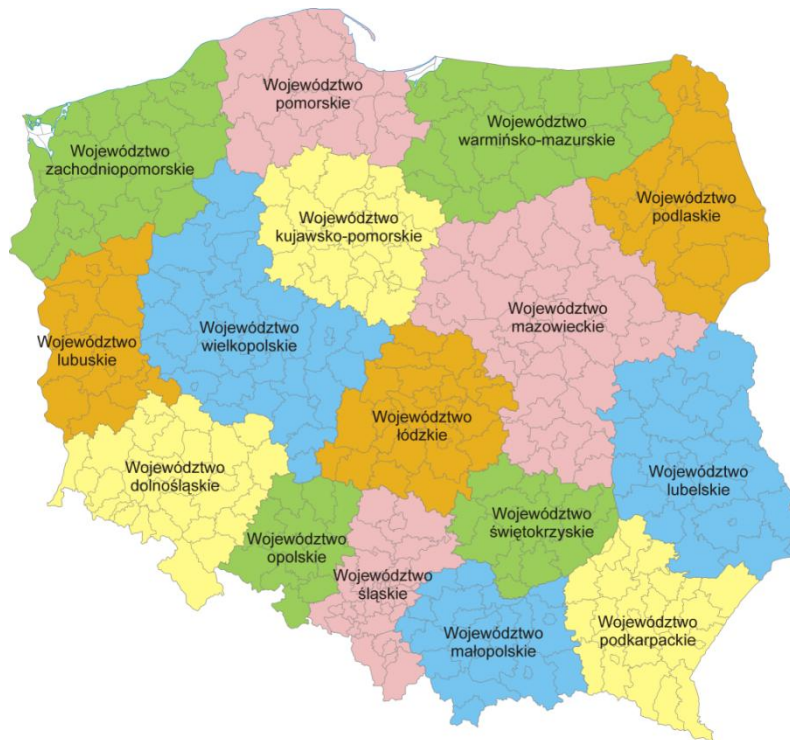 Województwo
pomorskie
Województwo
warmińsko-mazurskie
Województwo
zachodniopomorskie
Województwo
podlaskie
Województwo
kujawsko-pomorskie
Województwo
mazowieckie
Województwo
wielkopolskie
Województwo
lubuskie
Województwo
łódzkie
Województwo
dolnośląskie
Województwo
lubelskie
Województwo
świętokrzyskie
Województwo
opolskie
Województwo
śląskie
Województwo
małopolskie
Województwo
podkarpackie